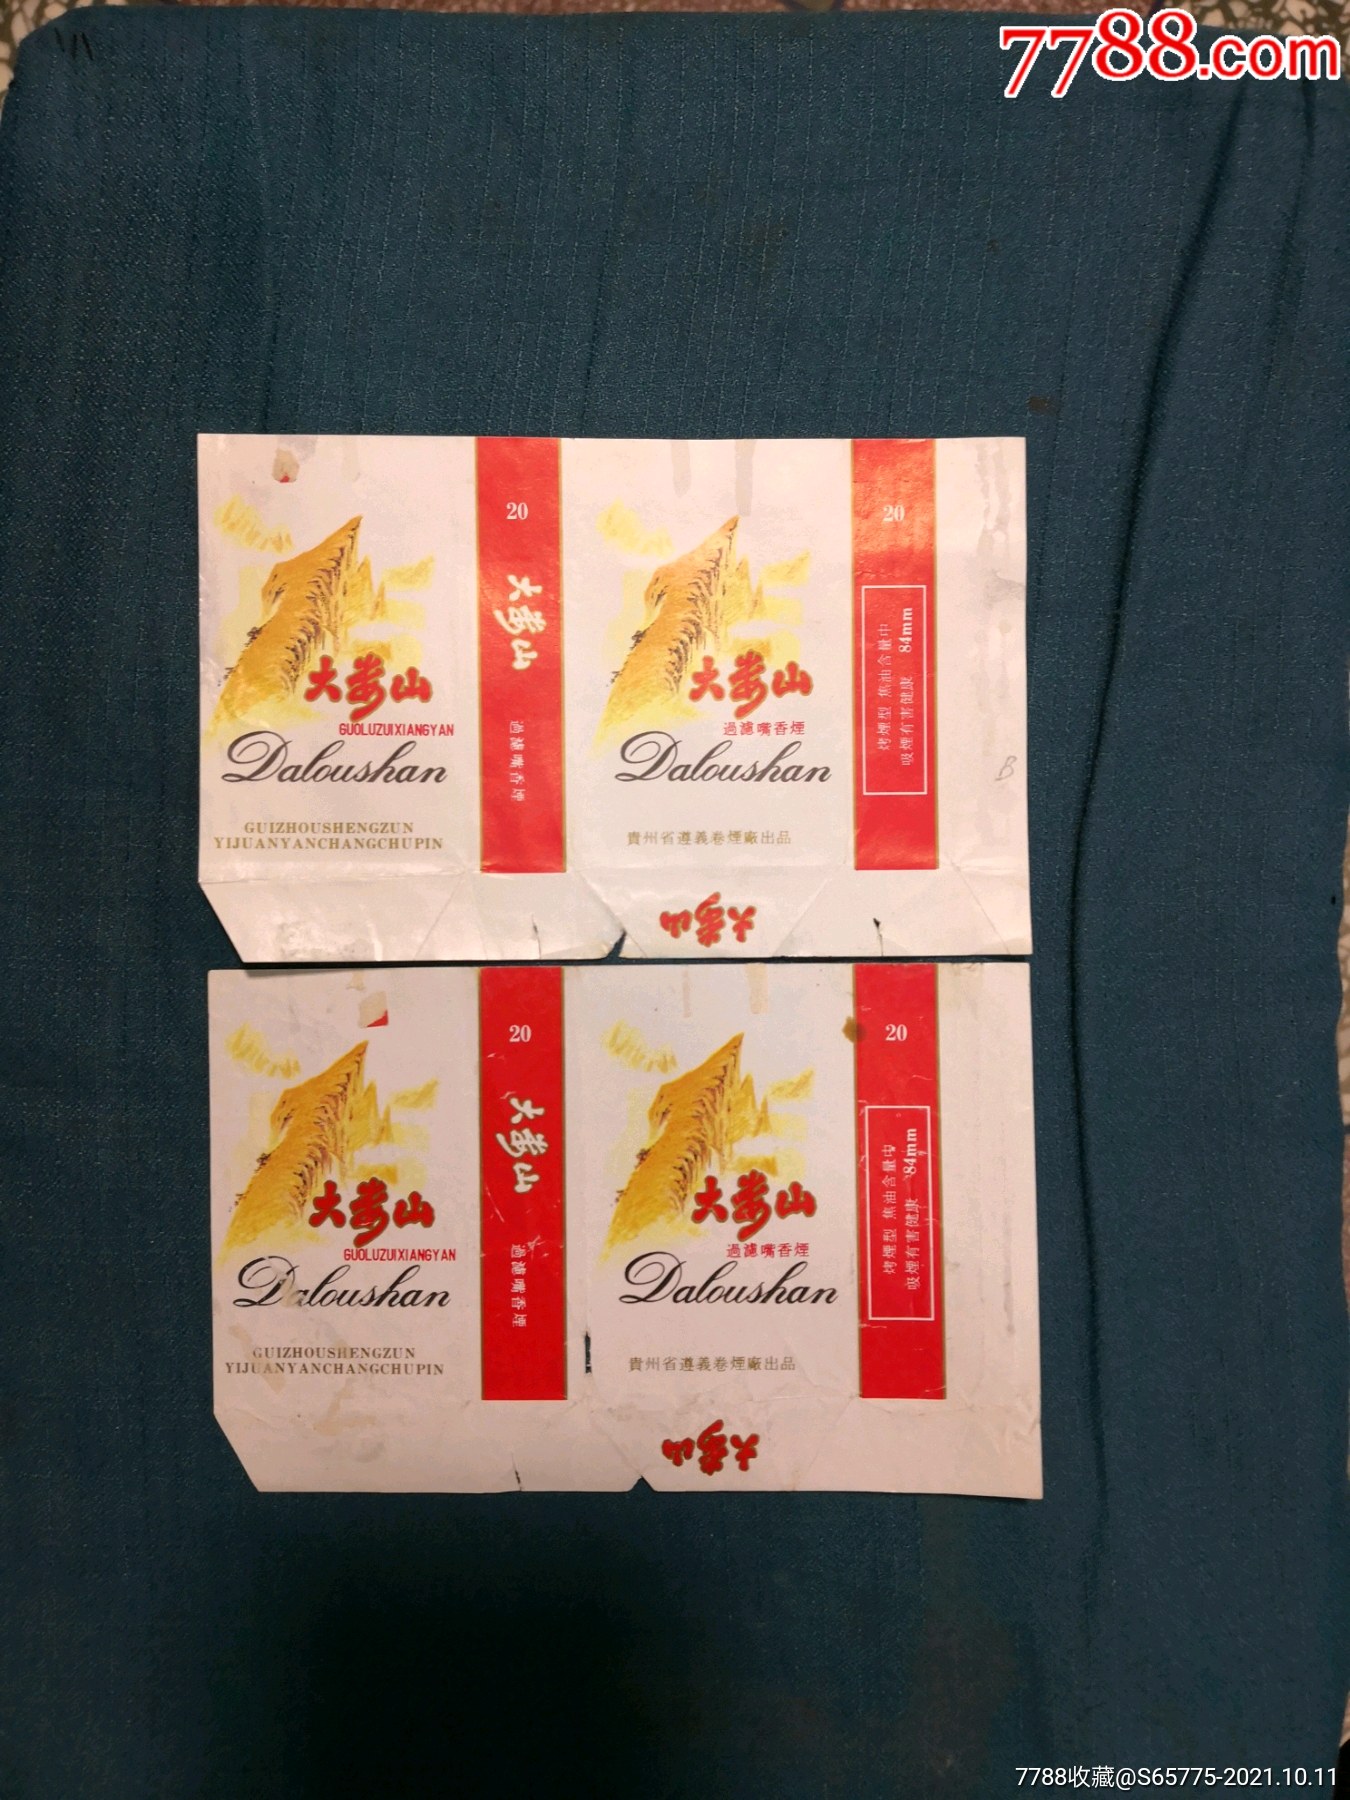 7788.com
20
20
大娄山
大娄山
大娄山
GUOLUZUIXIANGYAN
過濾嘴香煙
過濾嘴香煙
Daloushan
Daloushan
烤煙型 焦油含量中
吸煙有害健康 84mm
GUIZHOUSHENGZUN
YIJUANYANCHANGCHUPIN
貴州省遵義卷煙廠出品
大娄山
B
20
20
大娄山
大娄山
大娄山
GUOLUZUIXIANGYAN
過濾嘴香煙
過濾嘴香煙
Daloushan
Daloushan
烤煙型 焦油含量中
吸煙有害健康 84mm
GUIZHOUSHENGZUN
YIJUANYANCHANGCHUPIN
貴州省遵義卷煙廠出品
大娄山
7788收藏@S65775-2021.10.11